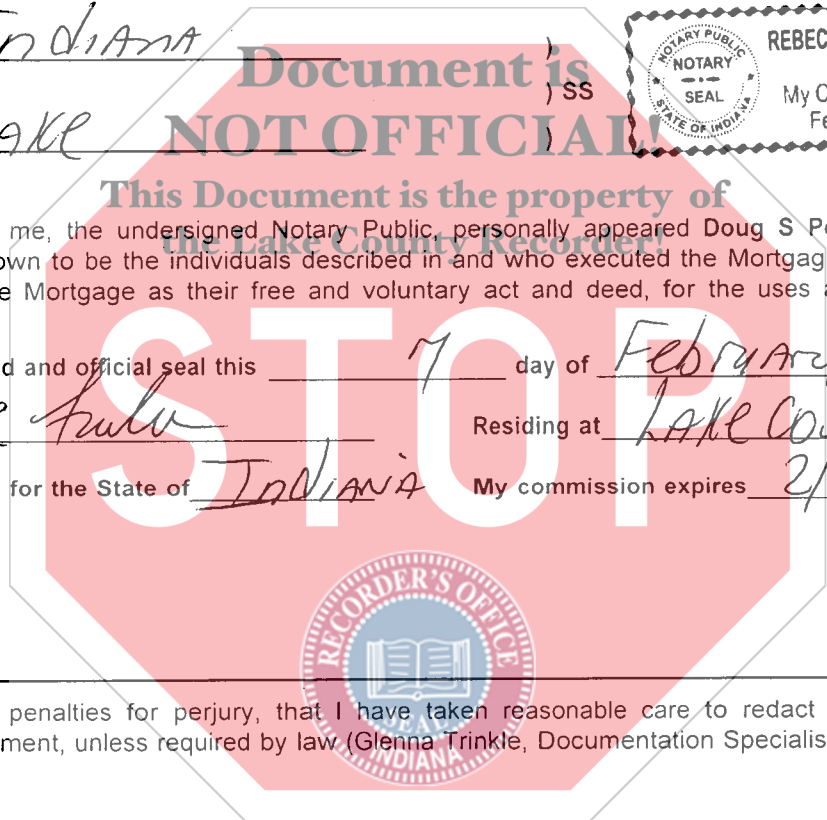 Indiana
Document is
) SS
NOT OFFICIAL!
)
This Document is the property of
the Lake County Recorder!
NOTARY PUBLIC
NOTARY
SEAL
STATE OF INDIANA
REBEC
My C
Fe
me, the undersigned Notary Public, personally appeared Doug S P
own to be the individuals described in and who executed the Mortgag
e Mortgage as their free and voluntary act and deed, for the uses a
d and official seal this 7 day of February
Residing at Lake Cou
for the State of Indiana My commission expires 2/
STOP
RECORDER'S OFFICE
SEAL
INDIANA
penalties for perjury, that I have taken reasonable care to redact
ment, unless required by law (Glenna Trinkle, Documentation Specialis